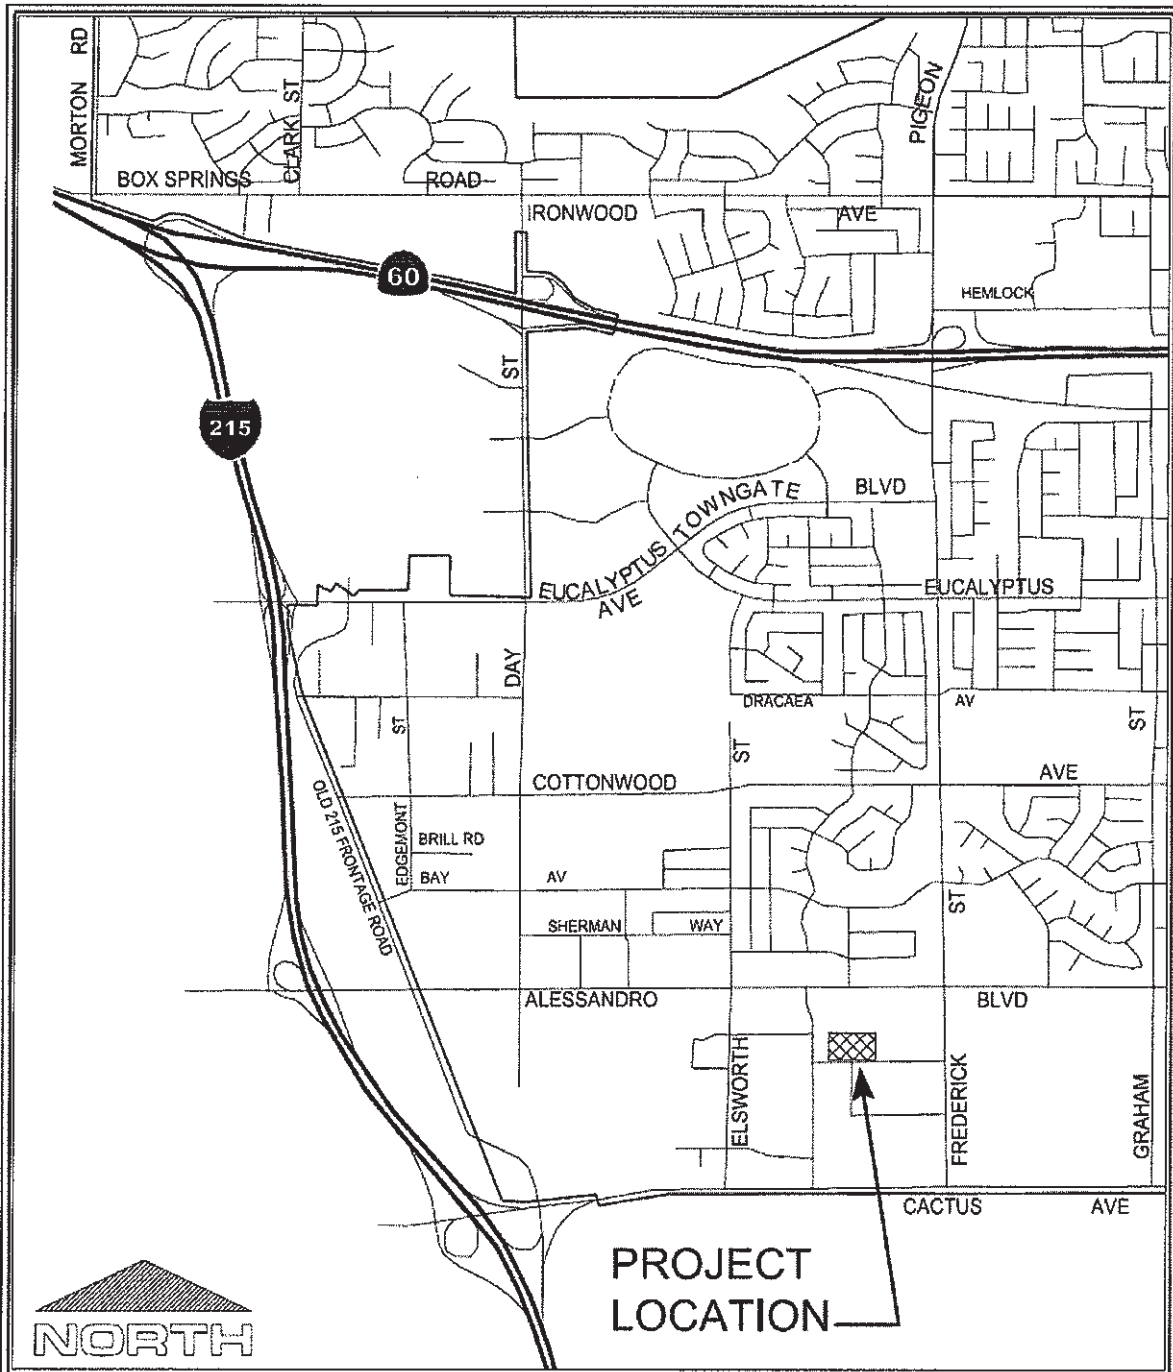 MORTON RD
CLARK ST
PIGEON
BOX SPRINGS ROAD
IRONWOOD AVE
60
HEMLOCK
215
ST
TOWNGATE BLVD
EUCALYPTUS AVE
EUCALYPTUS
DAY
DRACAEA AV
ST
ST
ST
COTTONWOOD AVE
OLD 215 FRONTAGE ROAD
EDGEMONT
BRILL RD
BAY AV
ST
SHERMAN WAY
ALESSANDRO BLVD
ELSWORTH
FREDERICK
GRAHAM
CACTUS AVE
PROJECT
LOCATION
NORTH